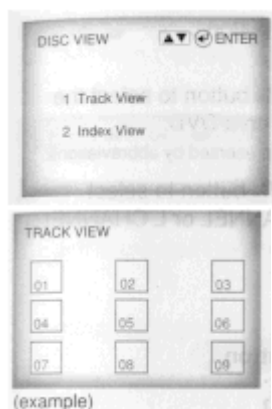 DISC VIEW ▲▼ ENTER
1 Track View
2 Index View
TRACK VIEW
01 02 03
04 05 06
07 08 09
(example)